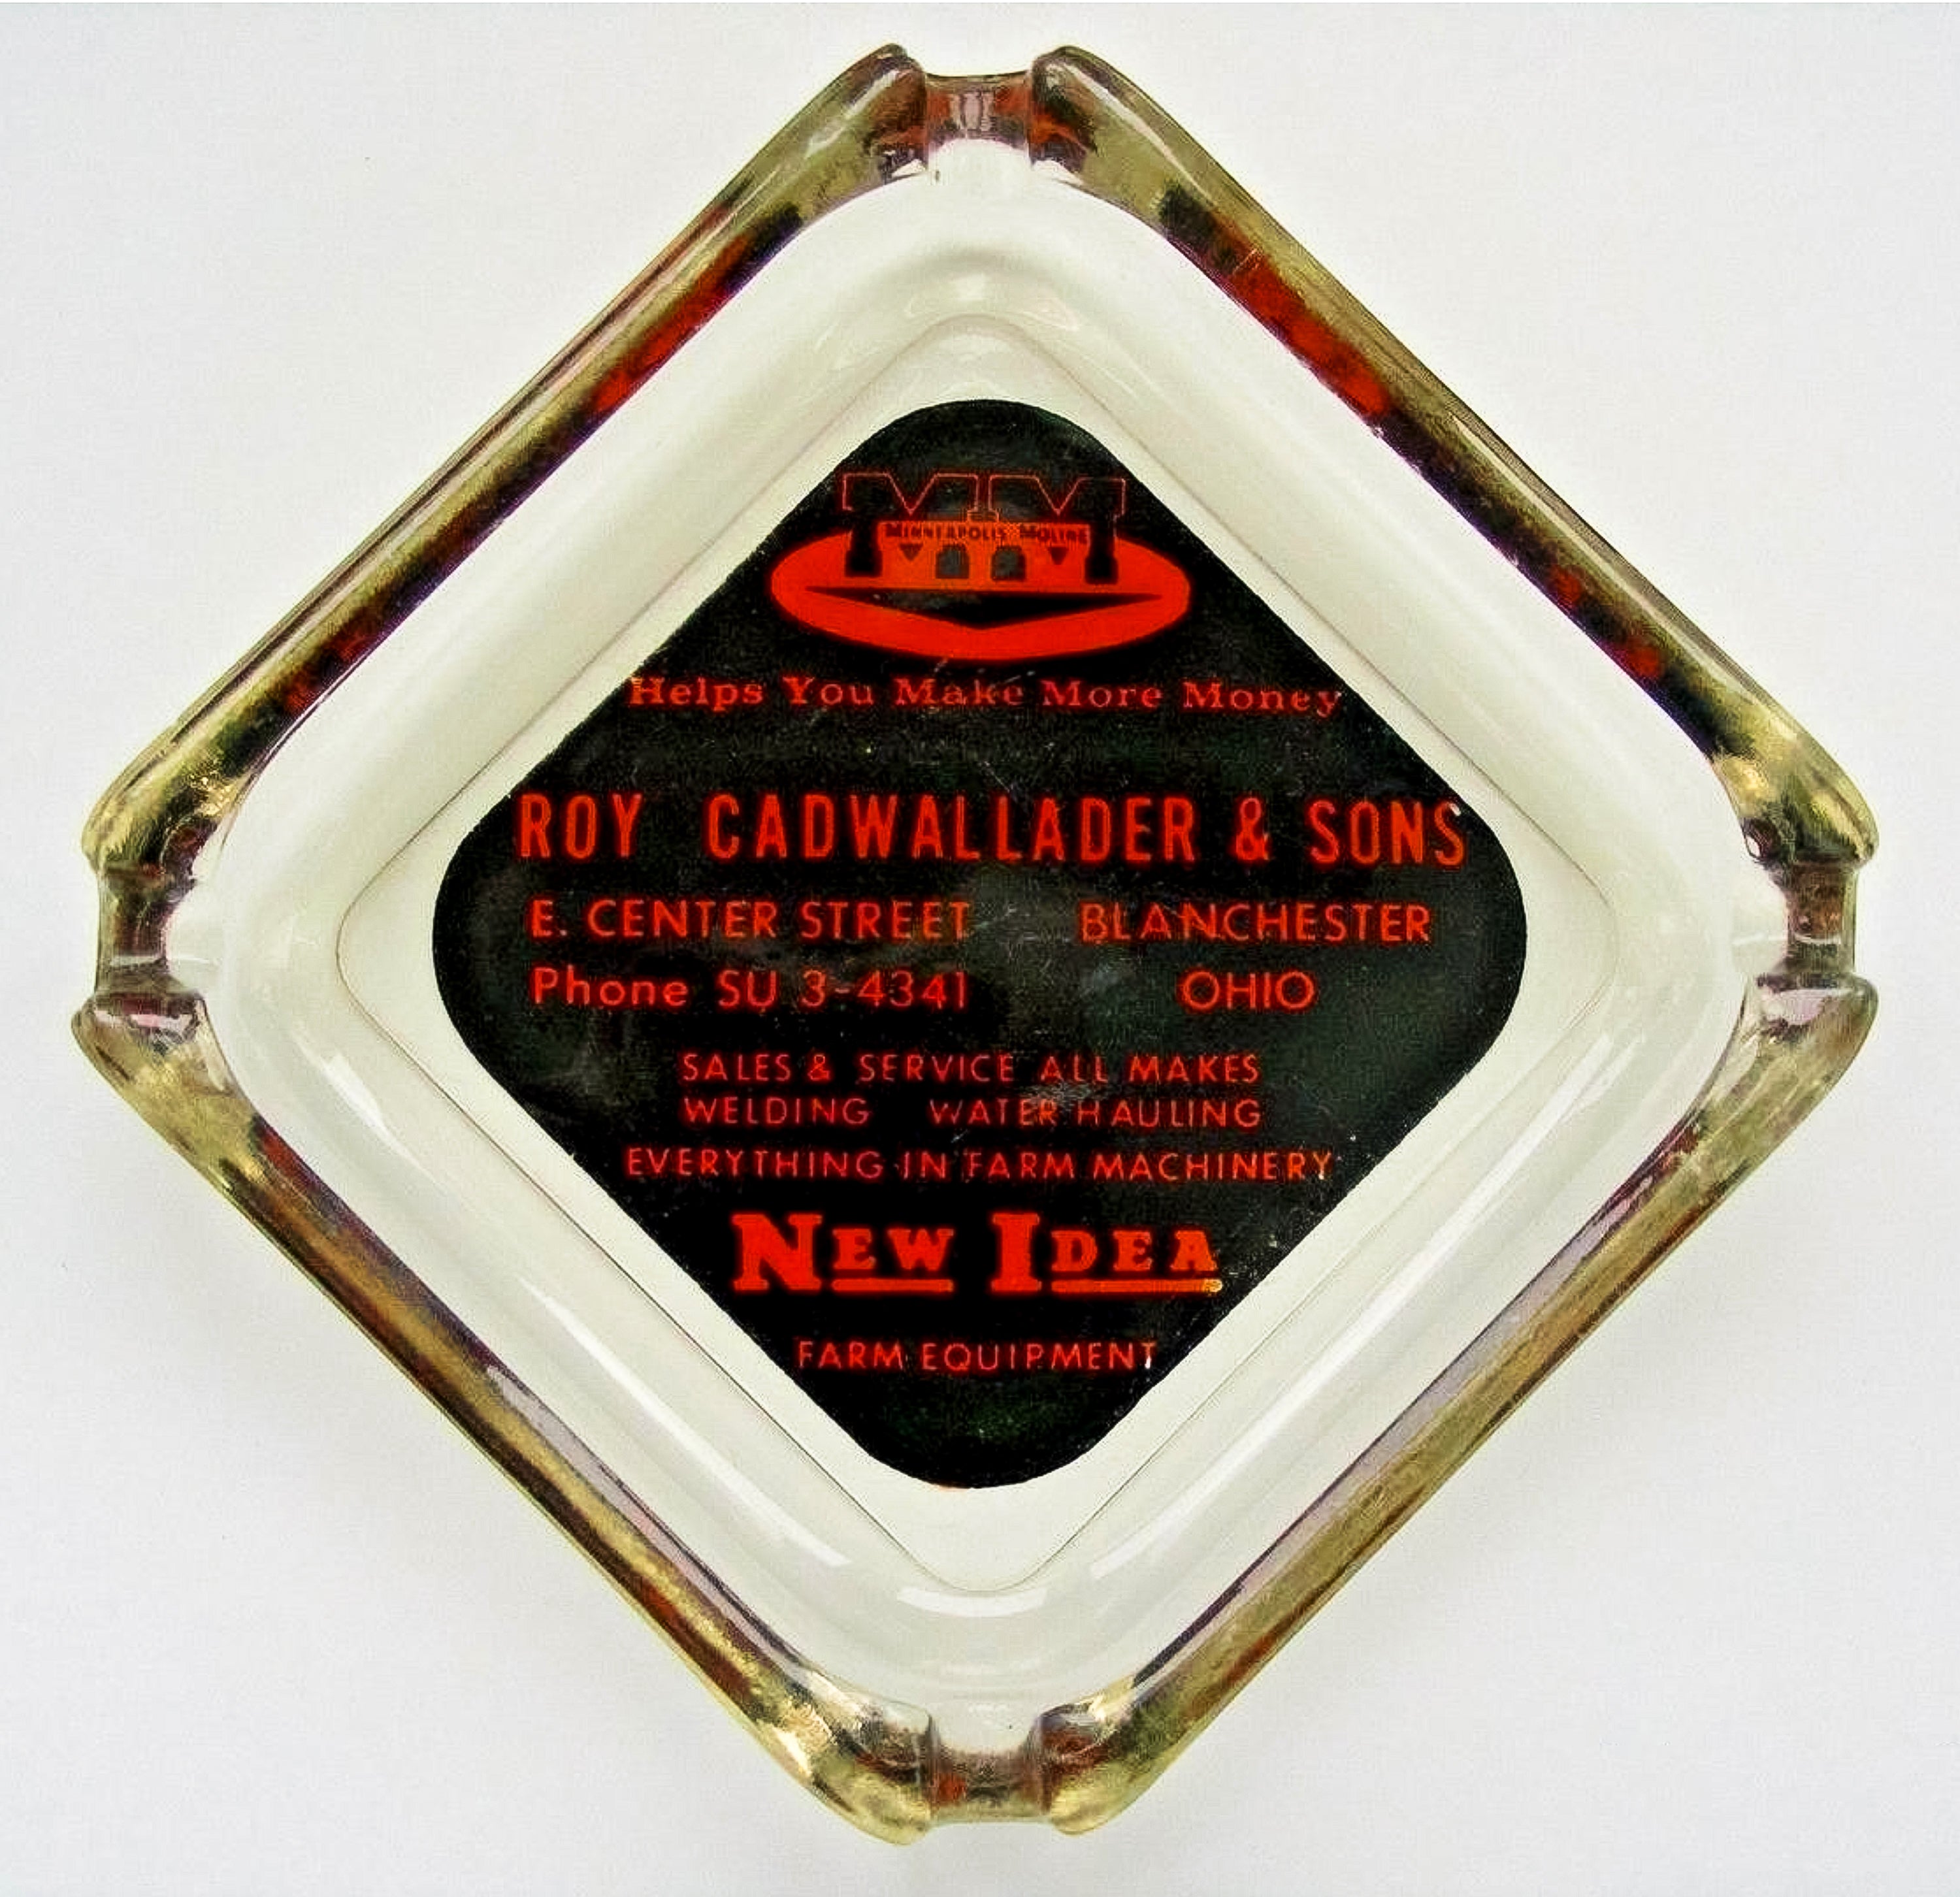 MM
MINNEAPOLIS MOLINE
Helps You Make More Money
ROY CADWALLADER & SONS
E. CENTER STREET BLANCHESTER
Phone SU 3-4341 OHIO
SALES & SERVICE ALL MAKES
WELDING WATER HAULING
EVERYTHING IN FARM MACHINERY
NEW IDEA
FARM EQUIPMENT